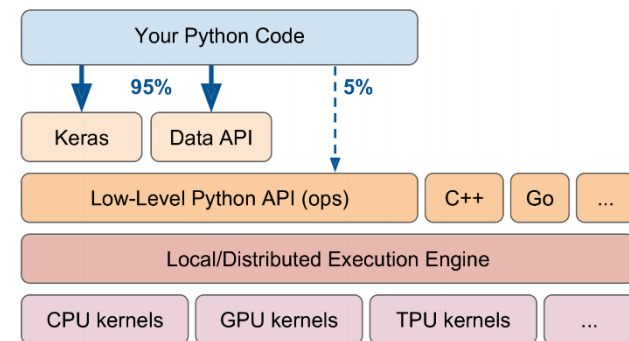 Your Python Code
95%
5%
Keras
Data API
Low-Level Python API (ops)
C++
Go
...
Local/Distributed Execution Engine
CPU kernels
GPU kernels
TPU kernels
...